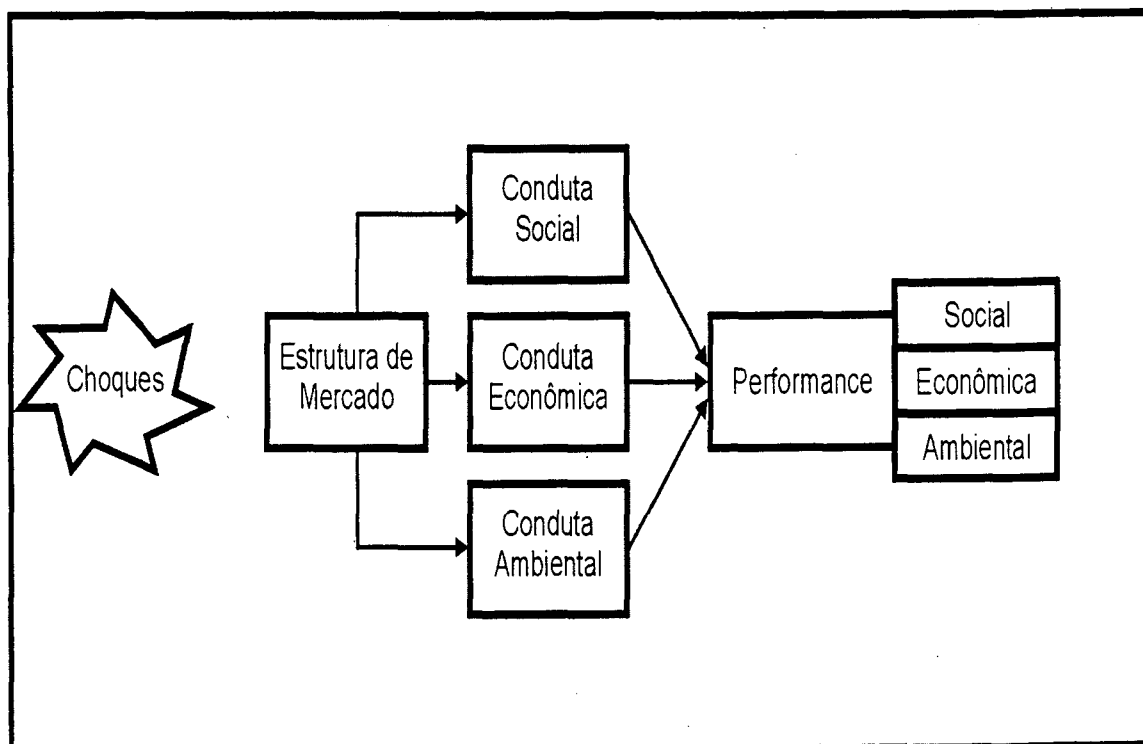 Choques
Estrutura de
Mercado
Conduta
Social
Conduta
Econômica
Conduta
Ambiental
Performance
Social
Econômica
Ambiental